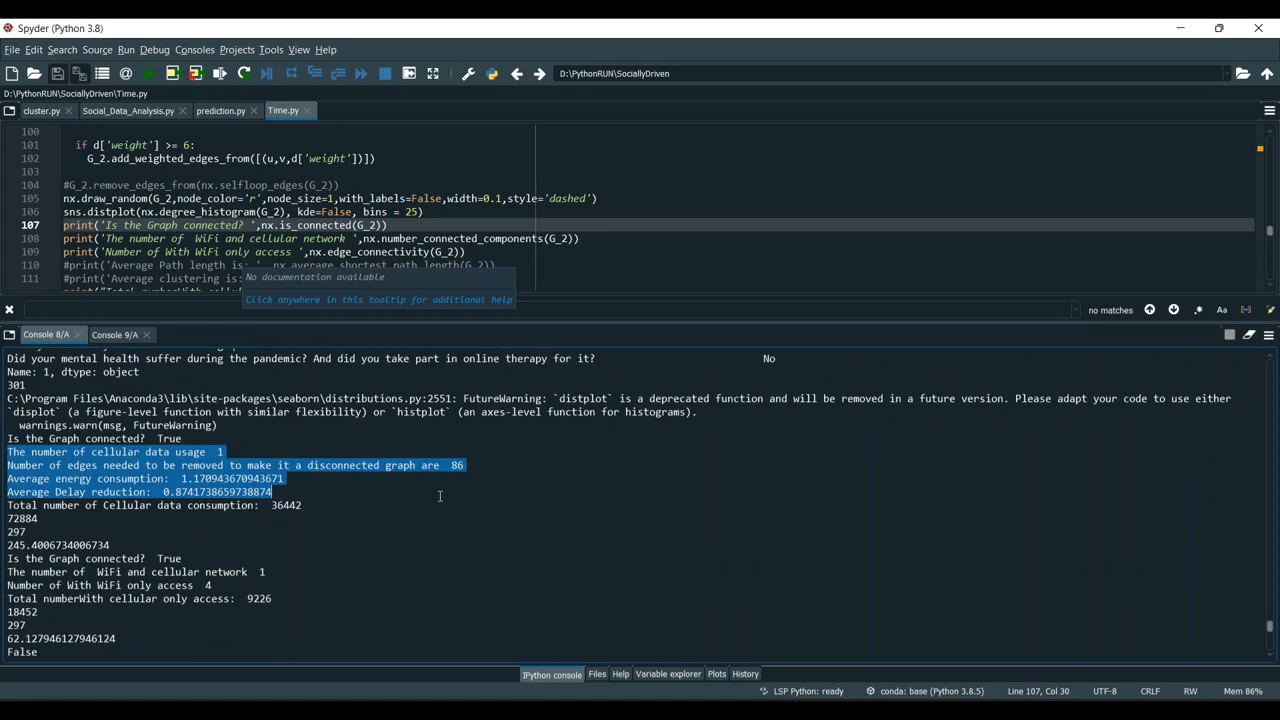 Spyder (Python 3.8)
File Edit Search Source Run Debug Consoles Projects Tools View Help
D:\PythonRUN\SociallyDriven
D:\PythonRUN\SociallyDriven\Time.py
cluster.py Social_Data_Analysis.py prediction.py Time.py
100
101 if d['weight'] >= 6:
102 G_2.add_weighted_edges_from([(u,v,d['weight'])])
103
104 #G_2.remove_edges_from(nx.selfloop_edges(G_2))
105 nx.draw_random(G_2,node_color='r',node_size=1,with_labels=False,width=0.1,style='dashed')
106 sns.distplot(nx.degree_histogram(G_2), kde=False, bins = 25)
107 print('Is the Graph connected? ',nx.is_connected(G_2))
108 print('The number of  WiFi and cellular network ',nx.number_connected_components(G_2))
109 print('Number of With WiFi only access ',nx.edge_connectivity(G_2))
110 #print('Average Path length is: ', nx.average_shortest_path_length(G_2))
111 #print('Average clustering is:
No documentation available
Click anywhere in this tooltip for additional help
no matches Aa
Console 8/A Console 9/A
Did your mental health suffer during the pandemic? And did you take part in online therapy for it? No
Name: 1, dtype: object
301
C:\Program Files\Anaconda3\lib\site-packages\seaborn\distributions.py:2551: FutureWarning: `distplot` is a deprecated function and will be removed in a future version. Please adapt your code to use either
`displot` (a figure-level function with similar flexibility) or `histplot` (an axes-level function for histograms).
warnings.warn(msg, FutureWarning)
Is the Graph connected?  True
The number of cellular data usage  1
Number of edges needed to be removed to make it a disconnected graph are  86
Average energy consumption:  1.170943670943671
Average Delay reduction:  0.8741738659738874
Total number of Cellular data consumption:  36442
72884
297
245.4006734006734
Is the Graph connected?  True
The number of  WiFi and cellular network  1
Number of With WiFi only access  4
Total numberWith cellular only access:  9226
18452
297
62.127946127946124
False
IPython console Files Help Variable explorer Plots History
LSP Python: ready conda: base (Python 3.8.5) Line 107, Col 30 UTF-8 CRLF RW Mem 86%